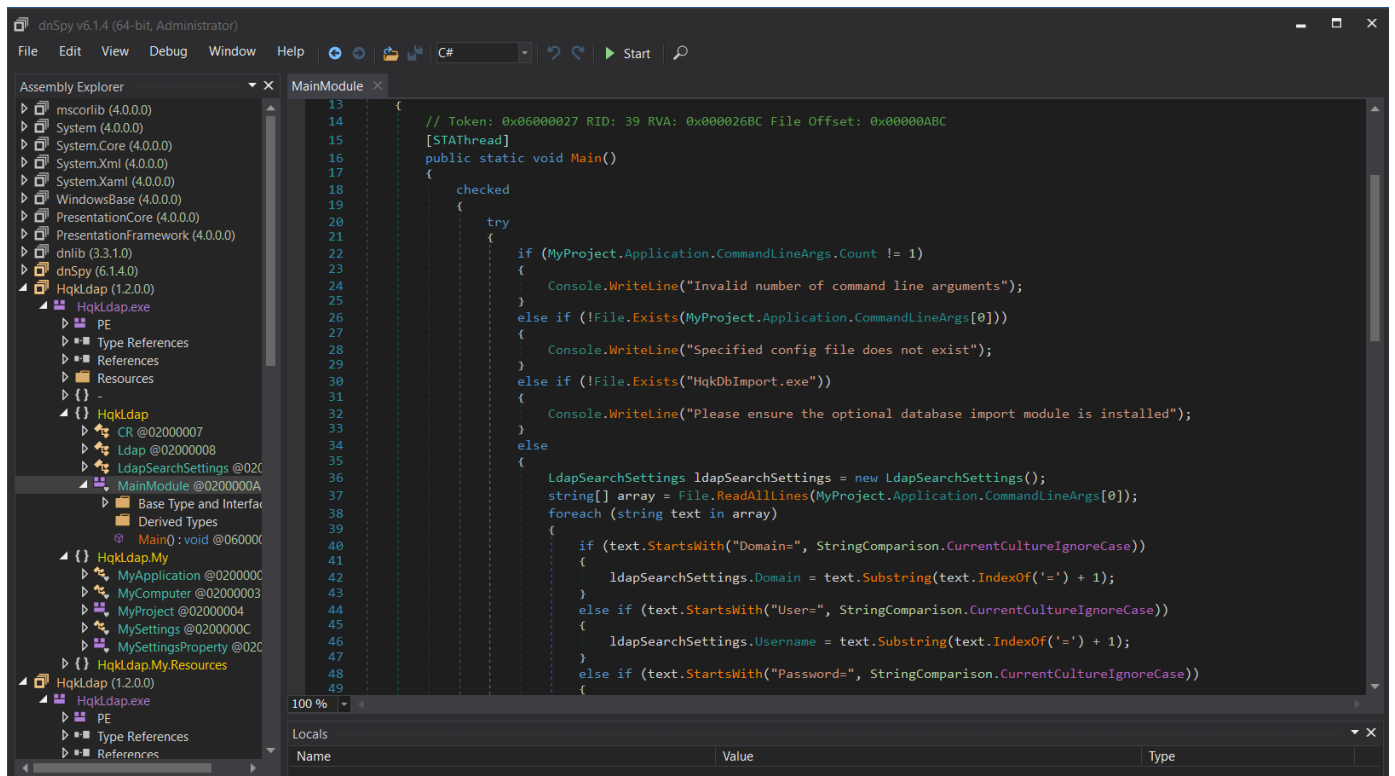 dnSpy v6.1.4 (64-bit, Administrator)
File Edit View Debug Window Help C# Start
Assembly Explorer
mscorlib (4.0.0.0)
System (4.0.0.0)
System.Core (4.0.0.0)
System.Xml (4.0.0.0)
System.Xaml (4.0.0.0)
WindowsBase (4.0.0.0)
PresentationCore (4.0.0.0)
PresentationFramework (4.0.0.0)
dnlib (3.3.1.0)
dnSpy (6.1.4.0)
HqkLdap (1.2.0.0)
HqkLdap.exe
PE
Type References
References
Resources
{ } -
{ } HqkLdap
CR @02000007
Ldap @02000008
LdapSearchSettings @020
MainModule @0200000A
Base Type and Interfac
Derived Types
Main() : void @060000
{ } HqkLdap.My
MyApplication @0200000
MyComputer @02000003
MyProject @02000004
MySettings @0200000C
MySettingsProperty @020
{ } HqkLdap.My.Resources
HqkLdap (1.2.0.0)
HqkLdap.exe
PE
Type References
References
MainModule
13 {
14 // Token: 0x06000027 RID: 39 RVA: 0x000026BC File Offset: 0x00000ABC
15 [STAThread]
16 public static void Main()
17 {
18 checked
19 {
20 try
21 {
22 if (MyProject.Application.CommandLineArgs.Count != 1)
23 {
24 Console.WriteLine("Invalid number of command line arguments");
25 }
26 else if (!File.Exists(MyProject.Application.CommandLineArgs[0]))
27 {
28 Console.WriteLine("Specified config file does not exist");
29 }
30 else if (!File.Exists("HqkDbImport.exe"))
31 {
32 Console.WriteLine("Please ensure the optional database import module is installed");
33 }
34 else
35 {
36 LdapSearchSettings ldapSearchSettings = new LdapSearchSettings();
37 string[] array = File.ReadAllLines(MyProject.Application.CommandLineArgs[0]);
38 foreach (string text in array)
39 {
40 if (text.StartsWith("Domain=", StringComparison.CurrentCultureIgnoreCase))
41 {
42 ldapSearchSettings.Domain = text.Substring(text.IndexOf('=') + 1);
43 }
44 else if (text.StartsWith("User=", StringComparison.CurrentCultureIgnoreCase))
45 {
46 ldapSearchSettings.Username = text.Substring(text.IndexOf('=') + 1);
47 }
48 else if (text.StartsWith("Password=", StringComparison.CurrentCultureIgnoreCase))
49 {
100 %
Locals
Name Value Type